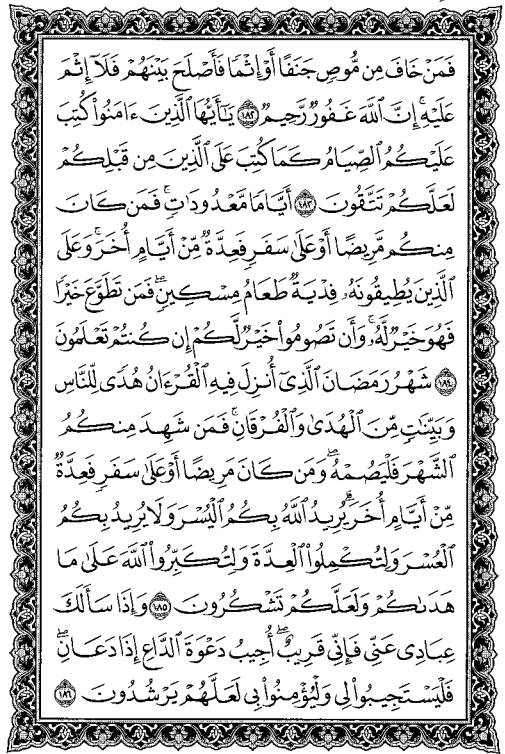 فَمَنْ خَافَ مِن مُّوصٍ جَنَفًا أَوْ إِثْمًا فَأَصْلَحَ بَيْنَهُمْ فَلَآ إِثْمَ
عَلَيْهِ ۚ إِنَّ ٱللَّهَ غَفُورٌ رَّحِيمٌ ١٨٢ يَـٰٓأَيُّهَا ٱلَّذِينَ ءَامَنُوا۟ كُتِبَ
عَلَيْكُمُ ٱلصِّيَامُ كَمَا كُتِبَ عَلَى ٱلَّذِينَ مِن قَبْلِكُمْ
لَعَلَّكُمْ تَتَّقُونَ ١٨٣ أَيَّامًا مَّعْدُودَٰتٍ ۚ فَمَن كَانَ
مِنكُم مَّرِيضًا أَوْ عَلَىٰ سَفَرٍ فَعِدَّةٌ مِّنْ أَيَّامٍ أُخَرَ ۚ وَعَلَى
ٱلَّذِينَ يُطِيقُونَهُۥ فِدْيَةٌ طَعَامُ مِسْكِينٍ ۖ فَمَن تَطَوَّعَ خَيْرًا
فَهُوَ خَيْرٌ لَّهُۥ ۚ وَأَن تَصُومُوا۟ خَيْرٌ لَّكُمْ ۖ إِن كُنتُمْ تَعْلَمُونَ
١٨٤ شَهْرُ رَمَضَانَ ٱلَّذِىٓ أُنزِلَ فِيهِ ٱلْقُرْءَانُ هُدًى لِّلنَّاسِ
وَبَيِّنَـٰتٍ مِّنَ ٱلْهُدَىٰ وَٱلْفُرْقَانِ ۚ فَمَن شَهِدَ مِنكُمُ
ٱلشَّهْرَ فَلْيَصُمْهُ ۖ وَمَن كَانَ مَرِيضًا أَوْ عَلَىٰ سَفَرٍ فَعِدَّةٌ
مِّنْ أَيَّامٍ أُخَرَ ۗ يُرِيدُ ٱللَّهُ بِكُمُ ٱلْيُسْرَ وَلَا يُرِيدُ بِكُمُ
ٱلْعُسْرَ وَلِتُكْمِلُوا۟ ٱلْعِدَّةَ وَلِتُكَبِّرُوا۟ ٱللَّهَ عَلَىٰ مَا
هَدَىٰكُمْ وَلَعَلَّكُمْ تَشْكُرُونَ ١٨٥ وَإِذَا سَأَلَكَ
عِبَادِى عَنِّى فَإِنِّى قَرِيبٌ ۖ أُجِيبُ دَعْوَةَ ٱلدَّاعِ إِذَا دَعَانِ ۖ
فَلْيَسْتَجِيبُوا۟ لِى وَلْيُؤْمِنُوا۟ بِى لَعَلَّهُمْ يَرْشُدُونَ ١٨٦